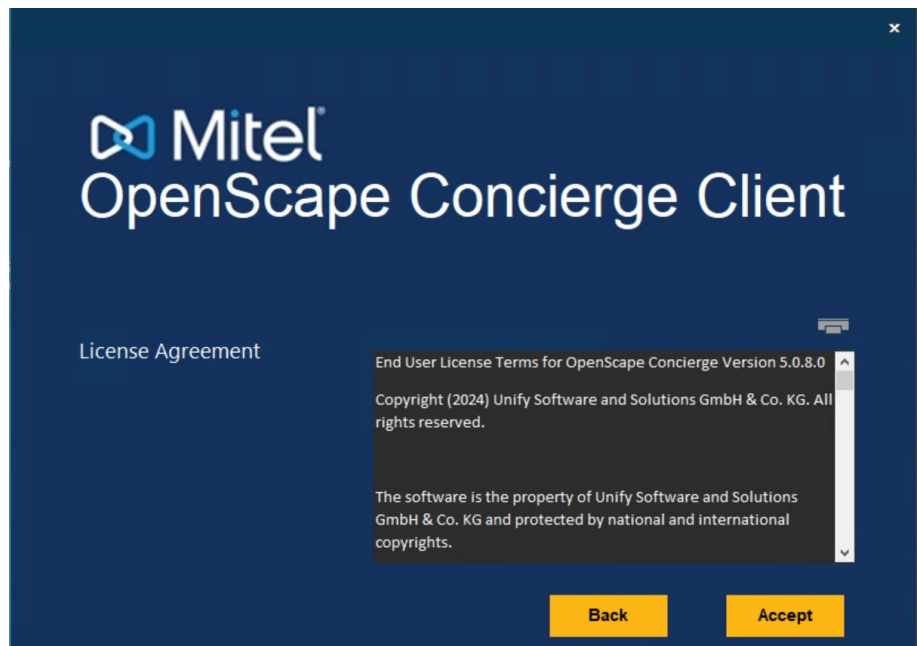 Mitel®
OpenScape Concierge Client
License Agreement
End User License Terms for OpenScape Concierge Version 5.0.8.0
Copyright (2024) Unify Software and Solutions GmbH & Co. KG. All
rights reserved.
The software is the property of Unify Software and Solutions
GmbH & Co. KG and protected by national and international
copyrights.
Back
Accept